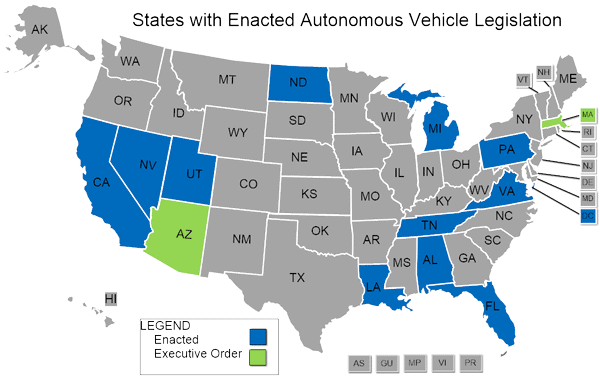 States with Enacted Autonomous Vehicle Legislation
AK
WA
MT
ND
MN
VT
NH
ME
OR
ID
SD
WI
MI
NY
MA
WY
RI
CT
IA
PA
NE
NJ
NV
UT
IL
IN
OH
DE
CA
CO
WV
VA
MD
KS
MO
KY
DC
NC
TN
AZ
NM
OK
AR
SC
MS
AL
GA
TX
LA
FL
HI
LEGEND
Enacted
Executive Order
AS GU MP VI PR